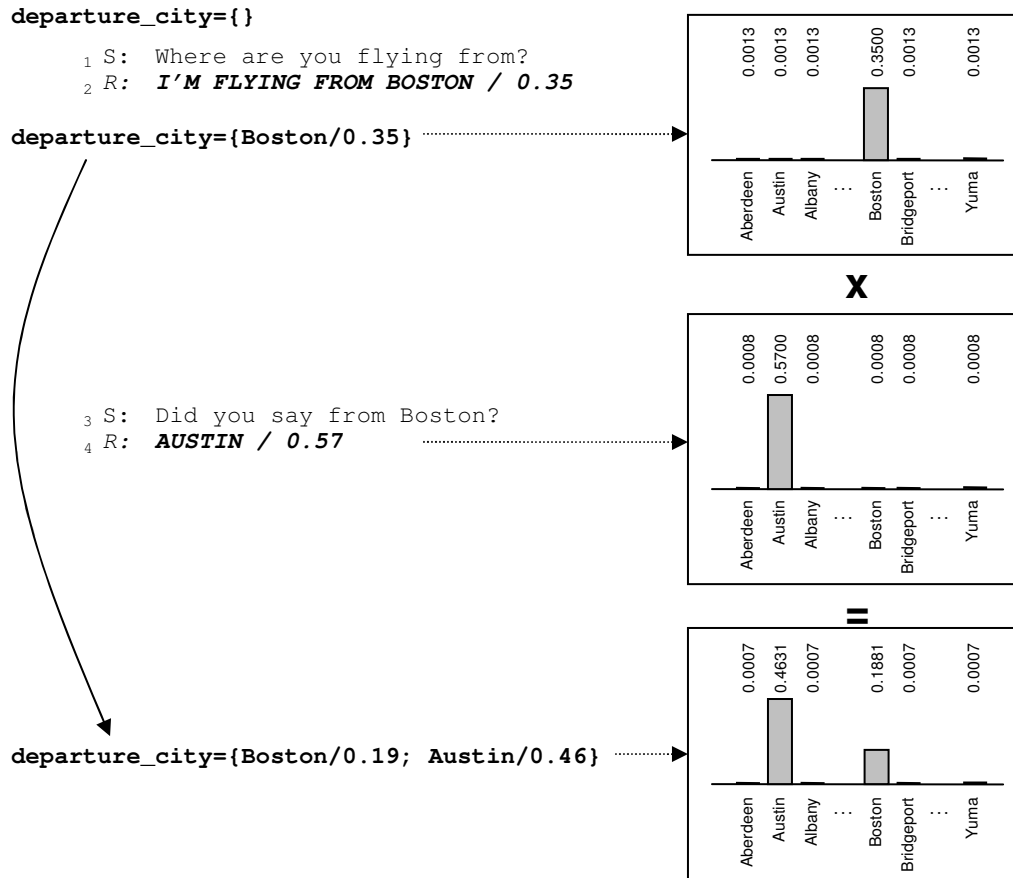 departure_city={}
1 S: Where are you flying from?
2 R: I'M FLYING FROM BOSTON / 0.35
departure_city={Boston/0.35}
0.0013 0.0013 0.0013 0.3500 0.0013 0.0013
Aberdeen Austin Albany ... Boston Bridgeport ... Yuma
X
3 S: Did you say from Boston?
4 R: AUSTIN / 0.57
0.0008 0.5700 0.0008 0.0008 0.0008 0.0008
Aberdeen Austin Albany ... Boston Bridgeport ... Yuma
=
departure_city={Boston/0.19; Austin/0.46}
0.0007 0.4631 0.0007 0.1881 0.0007 0.0007
Aberdeen Austin Albany ... Boston Bridgeport ... Yuma